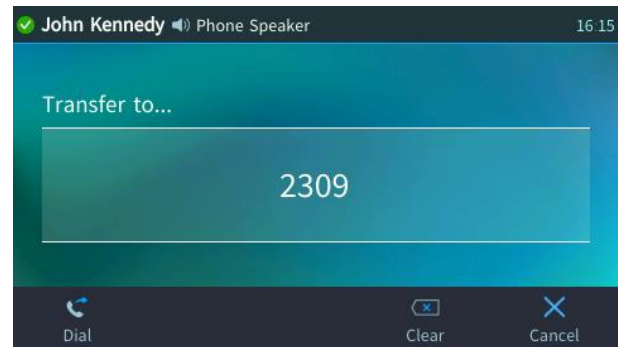 John Kennedy Phone Speaker 16:15
Transfer to...
2309
Dial Clear Cancel